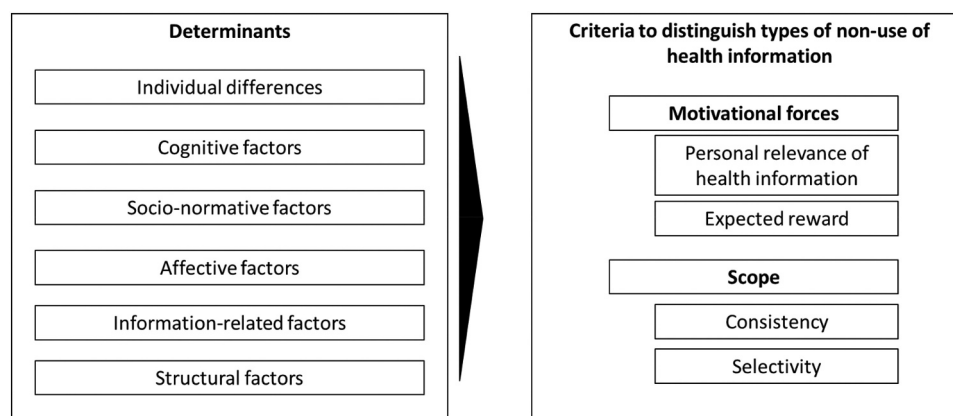 Determinants
Individual differences
Cognitive factors
Socio-normative factors
Affective factors
Information-related factors
Structural factors
Criteria to distinguish types of non-use of
health information
Motivational forces
Personal relevance of
health information
Expected reward
Scope
Consistency
Selectivity